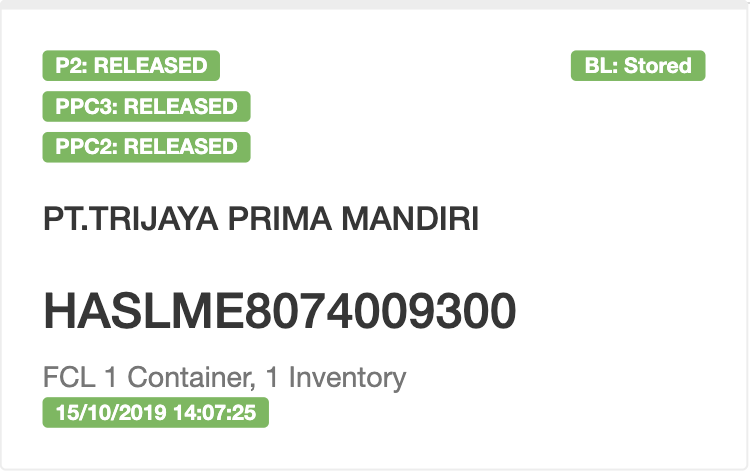 P2: RELEASED
BL: Stored
PPC3: RELEASED
PPC2: RELEASED
PT.TRIJAYA PRIMA MANDIRI
HASLME8074009300
FCL 1 Container, 1 Inventory
15/10/2019 14:07:25